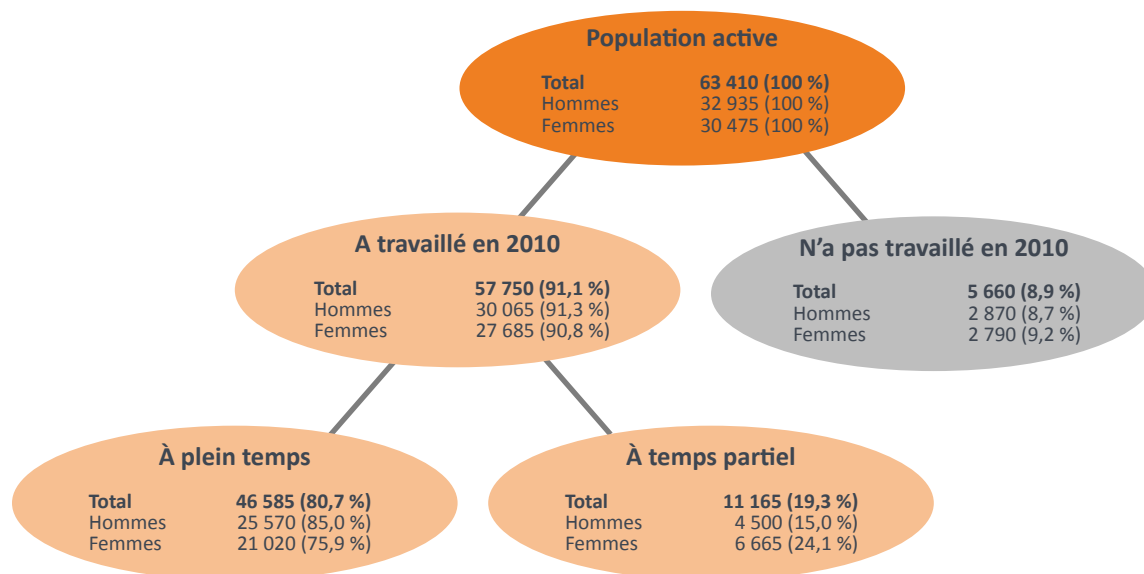 Population active
Total 63 410 (100 %)
Hommes 32 935 (100 %)
Femmes 30 475 (100 %)
A travaillé en 2010
Total 57 750 (91,1 %)
Hommes 30 065 (91,3 %)
Femmes 27 685 (90,8 %)
N'a pas travaillé en 2010
Total 5 660 (8,9 %)
Hommes 2 870 (8,7 %)
Femmes 2 790 (9,2 %)
À plein temps
Total 46 585 (80,7 %)
Hommes 25 570 (85,0 %)
Femmes 21 020 (75,9 %)
À temps partiel
Total 11 165 (19,3 %)
Hommes 4 500 (15,0 %)
Femmes 6 665 (24,1 %)